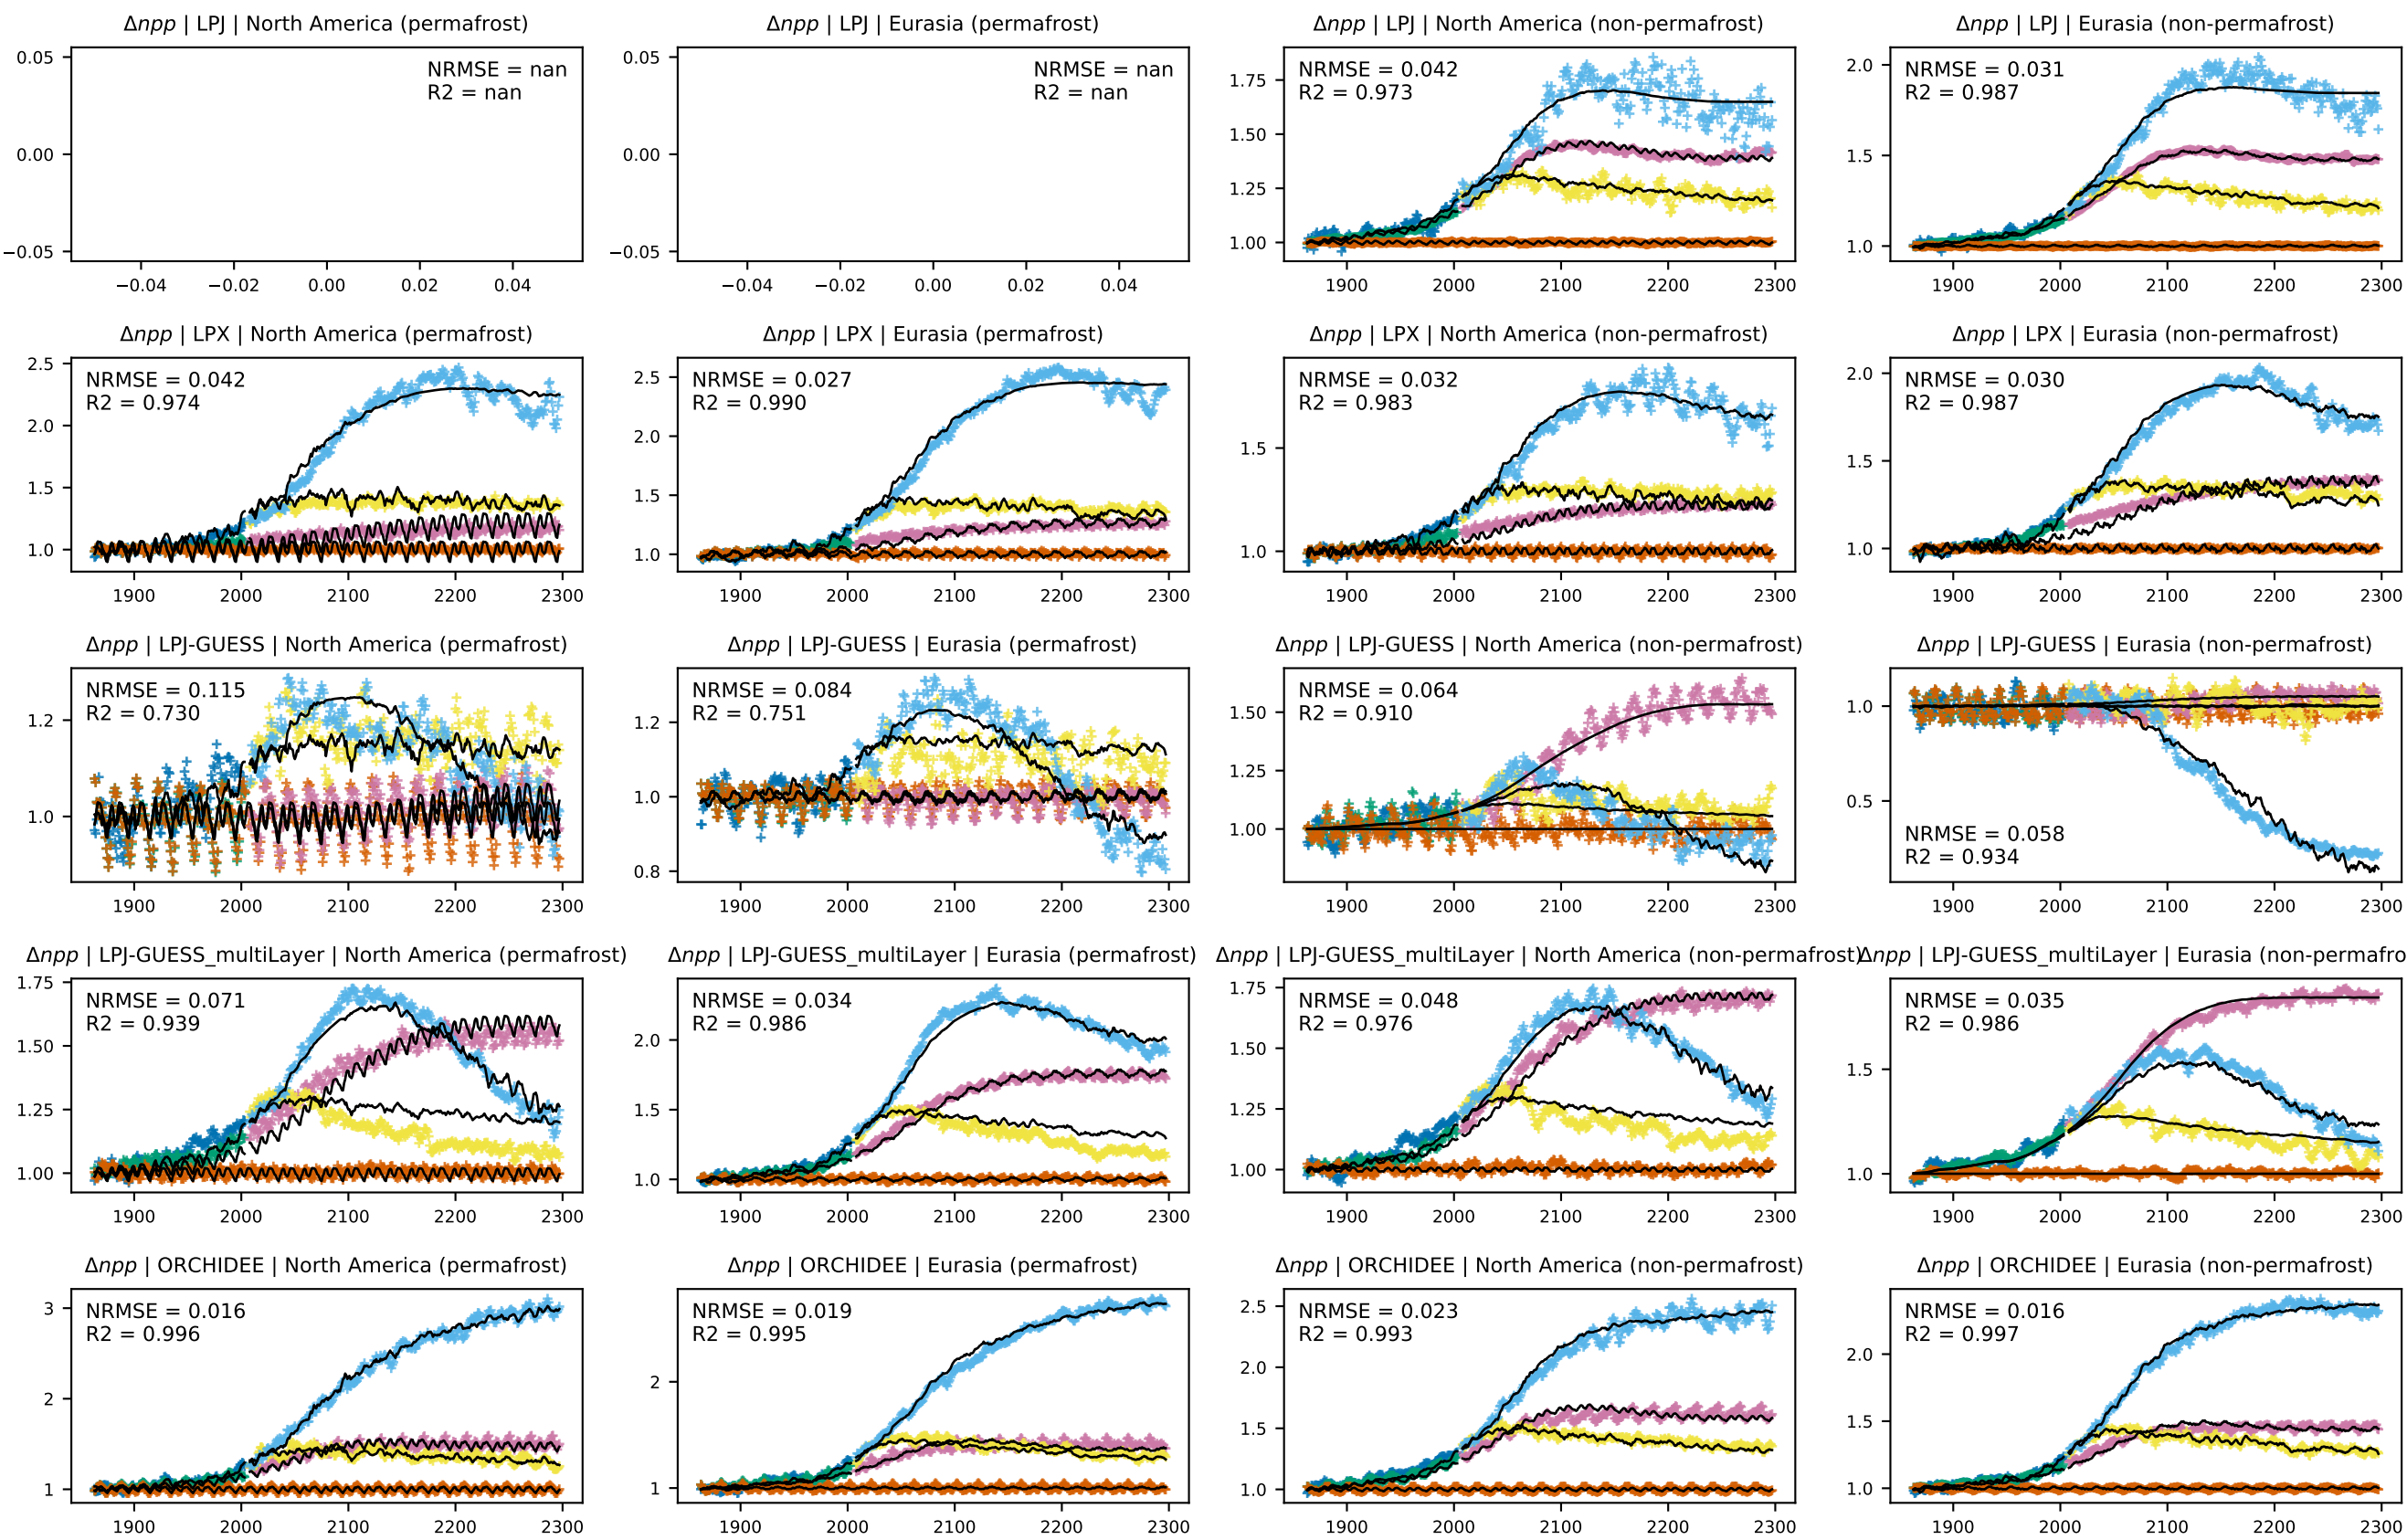 Δnpp | LPJ | North America (permafrost)
0.05
0.00
−0.05
NRMSE = nan
R2 = nan
−0.04 −0.02 0.00 0.02 0.04
Δnpp | LPJ | Eurasia (permafrost)
0.05
0.00
−0.05
NRMSE = nan
R2 = nan
−0.04 −0.02 0.00 0.02 0.04
Δnpp | LPJ | North America (non-permafrost)
1.75
1.50
1.25
1.00
NRMSE = 0.042
R2 = 0.973
1900 2000 2100 2200 2300
Δnpp | LPJ | Eurasia (non-permafrost)
2.0
1.5
1.0
NRMSE = 0.031
R2 = 0.987
1900 2000 2100 2200 2300
Δnpp | LPX | North America (permafrost)
2.5
2.0
1.5
1.0
NRMSE = 0.042
R2 = 0.974
1900 2000 2100 2200 2300
Δnpp | LPX | Eurasia (permafrost)
2.5
2.0
1.5
1.0
NRMSE = 0.027
R2 = 0.990
1900 2000 2100 2200 2300
Δnpp | LPX | North America (non-permafrost)
1.5
1.0
NRMSE = 0.032
R2 = 0.983
1900 2000 2100 2200 2300
Δnpp | LPX | Eurasia (non-permafrost)
2.0
1.5
1.0
NRMSE = 0.030
R2 = 0.987
1900 2000 2100 2200 2300
Δnpp | LPJ-GUESS | North America (permafrost)
1.2
1.0
NRMSE = 0.115
R2 = 0.730
1900 2000 2100 2200 2300
Δnpp | LPJ-GUESS | Eurasia (permafrost)
1.2
1.0
0.8
NRMSE = 0.084
R2 = 0.751
1900 2000 2100 2200 2300
Δnpp | LPJ-GUESS | North America (non-permafrost)
1.50
1.25
1.00
NRMSE = 0.064
R2 = 0.910
1900 2000 2100 2200 2300
Δnpp | LPJ-GUESS | Eurasia (non-permafrost)
1.0
0.5
NRMSE = 0.058
R2 = 0.934
1900 2000 2100 2200 2300
Δnpp | LPJ-GUESS_multiLayer | North America (permafrost)
1.75
1.50
1.25
1.00
NRMSE = 0.071
R2 = 0.939
1900 2000 2100 2200 2300
Δnpp | LPJ-GUESS_multiLayer | Eurasia (permafrost)
2.0
1.5
1.0
NRMSE = 0.034
R2 = 0.986
1900 2000 2100 2200 2300
Δnpp | LPJ-GUESS_multiLayer | North America (non-permafrost)
1.75
1.50
1.25
1.00
NRMSE = 0.048
R2 = 0.976
1900 2000 2100 2200 2300
Δnpp | LPJ-GUESS_multiLayer | Eurasia (non-permafro
1.5
1.0
NRMSE = 0.035
R2 = 0.986
1900 2000 2100 2200 2300
Δnpp | ORCHIDEE | North America (permafrost)
3
2
1
NRMSE = 0.016
R2 = 0.996
1900 2000 2100 2200 2300
Δnpp | ORCHIDEE | Eurasia (permafrost)
2
1
NRMSE = 0.019
R2 = 0.995
1900 2000 2100 2200 2300
Δnpp | ORCHIDEE | North America (non-permafrost)
2.5
2.0
1.5
1.0
NRMSE = 0.023
R2 = 0.993
1900 2000 2100 2200 2300
Δnpp | ORCHIDEE | Eurasia (non-permafrost)
2.0
1.5
1.0
NRMSE = 0.016
R2 = 0.997
1900 2000 2100 2200 2300